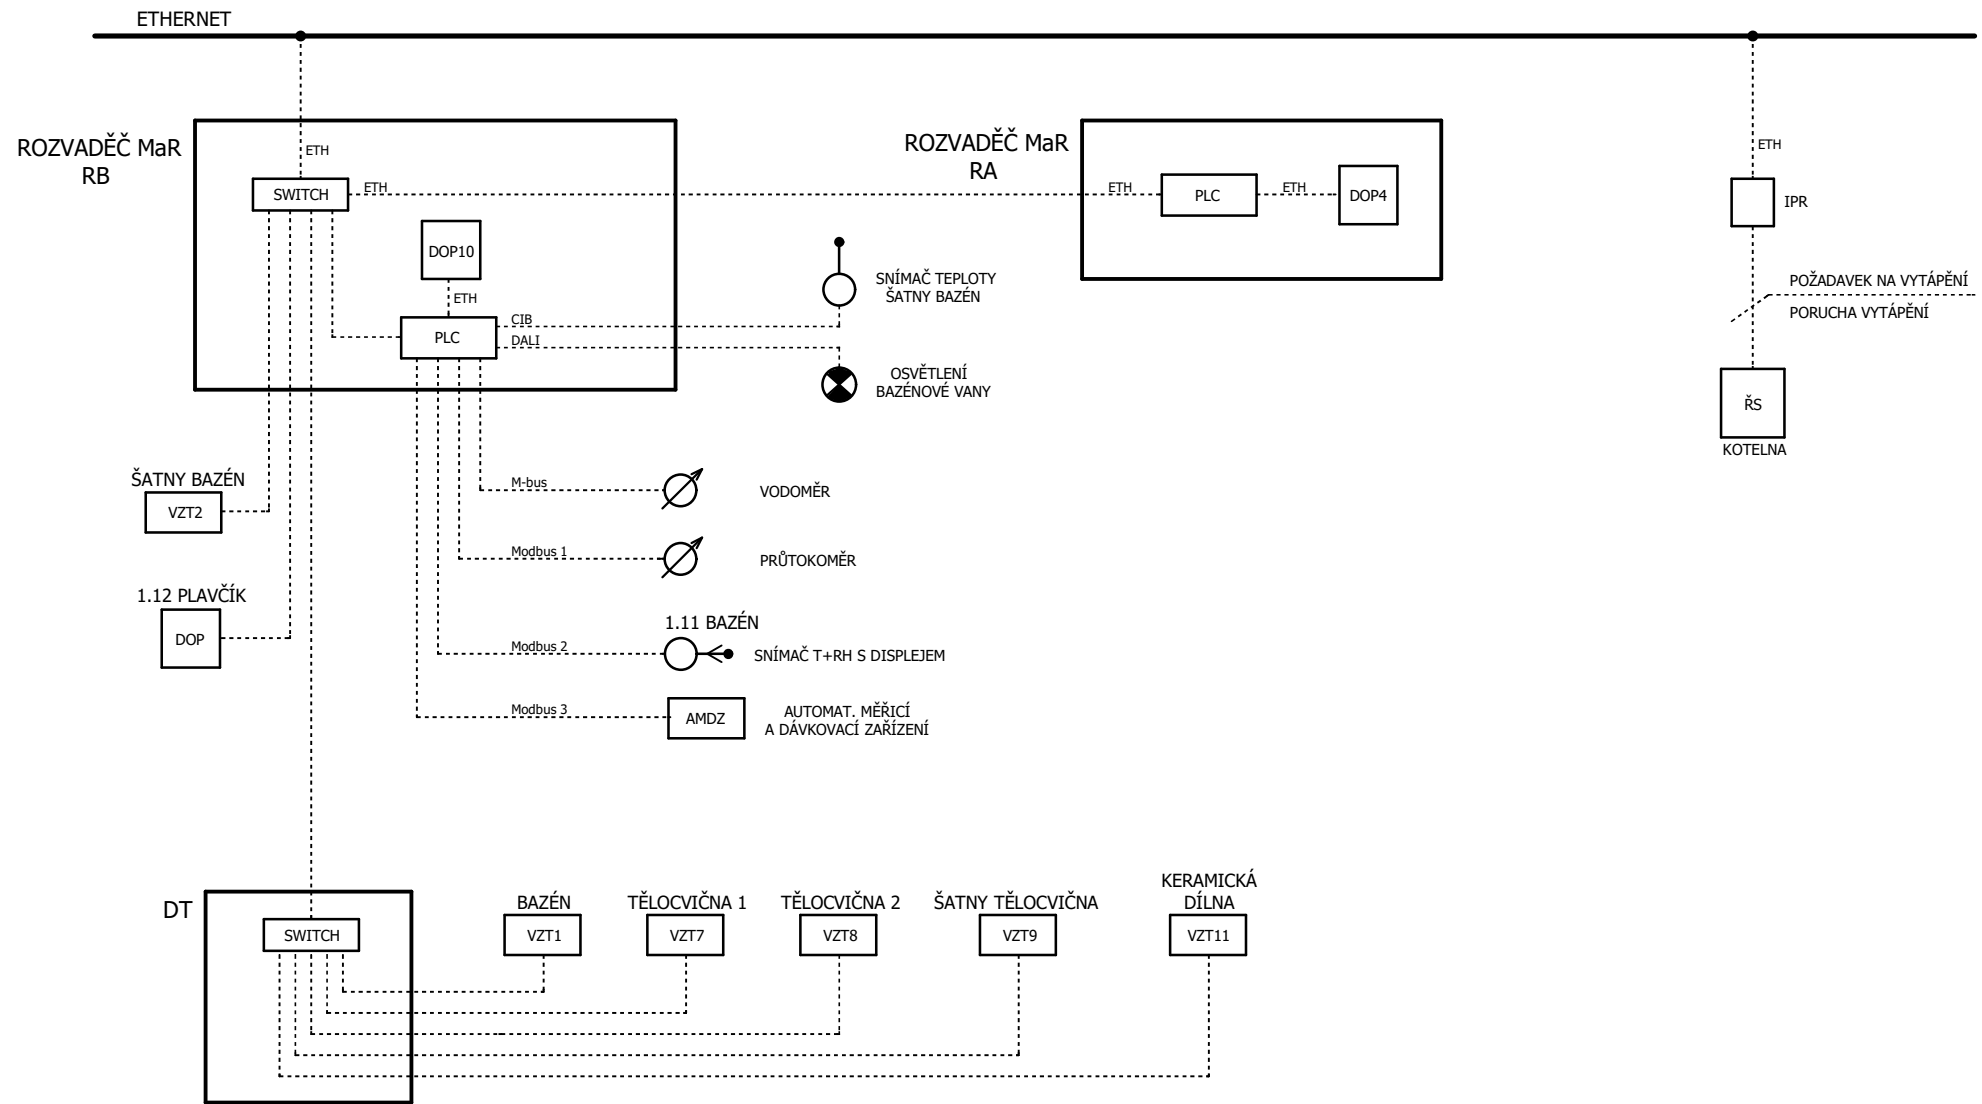 ETHERNET
ROZVADĚČ MaR
RB
ETH
SWITCH
ETH
DOP10
ETH
PLC
CIB
DALI
ROZVADĚČ MaR
RA
ETH
PLC
ETH
DOP4
ETH
IPR
POŽADAVEK NA VYTÁPĚNÍ
PORUCHA VYTÁPĚNÍ
ŘS
KOTELNA
SNÍMAČ TEPLOTY
ŠATNY BAZÉN
OSVĚTLENÍ
BAZÉNOVÉ VANY
ŠATNY BAZÉN
VZT2
M-bus
VODOMĚR
Modbus 1
PRŮTOKOMĚR
1.12 PLAVČÍK
DOP
1.11 BAZÉN
Modbus 2
SNÍMAČ T+RH S DISPLEJEM
Modbus 3
AMDZ
AUTOMAT. MĚŘICÍ
A DÁVKOVACÍ ZAŘÍZENÍ
DT
SWITCH
BAZÉN
VZT1
TĚLOCVIČNA 1
VZT7
TĚLOCVIČNA 2
VZT8
ŠATNY TĚLOCVIČNA
VZT9
KERAMICKÁ
DÍLNA
VZT11